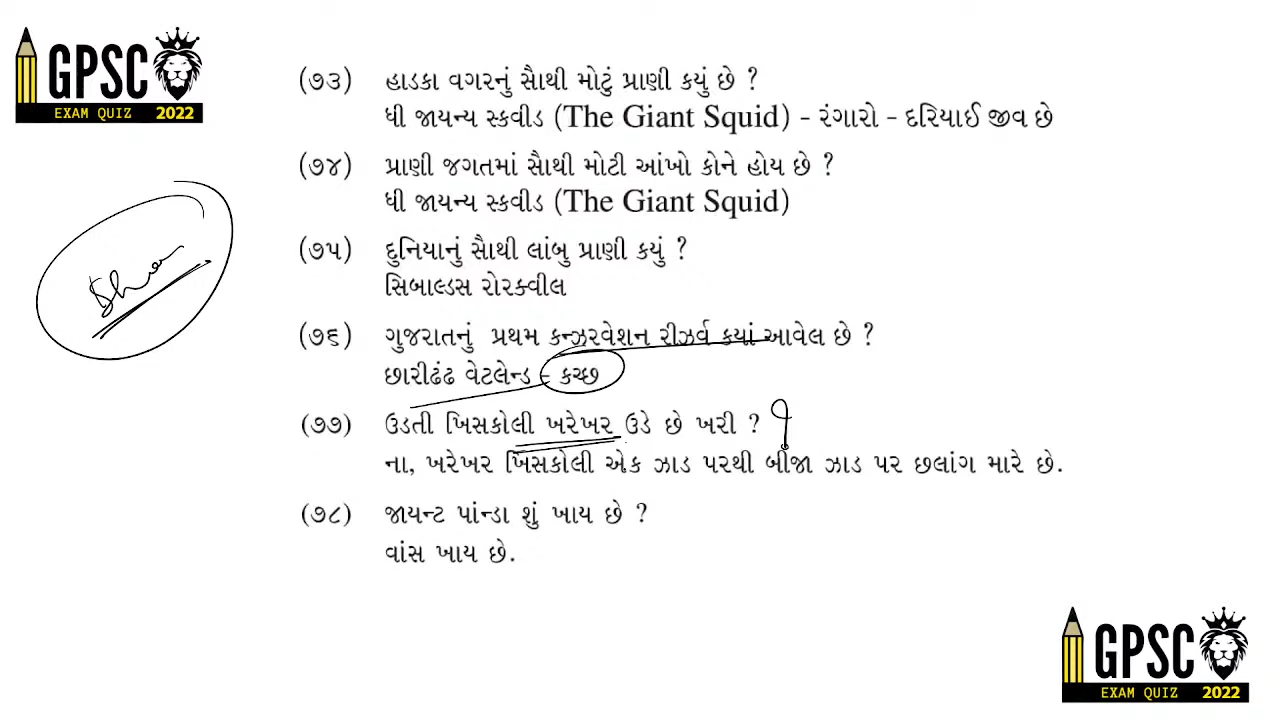 GPSC
EXAM QUIZ 2022
(૭૩) હાડકા વગરનું સૌથી મોટું પ્રાણી કયું છે ?
ધી જાયન્ય સ્કવીડ (The Giant Squid) - રંગારો - દરિયાઈ જીવ છે
(૭૪) પ્રાણી જગતમાં સૌથી મોટી આંખો કોને હોય છે ?
ધી જાયન્ય સ્કવીડ (The Giant Squid)
(૭૫) દુનિયાનું સૌથી લાંબુ પ્રાણી કયું ?
સિબાલ્ડસ રોરક્વીલ
(૭૬) ગુજરાતનું પ્રથમ કન્ઝરવેશન રીઝર્વ કયાં આવેલ છે ?
છારીઢંઢ વેટલેન્ડ - કચ્છ
(૭૭) ઉડતી ખિસકોલી ખરેખર ઉડે છે ખરી ?
ના, ખરેખર ખિસકોલી એક ઝાડ પરથી બીજા ઝાડ પર છલાંગ મારે છે.
(૭૮) જાયન્ટ પાંન્ડા શું ખાય છે ?
વાંસ ખાય છે.
GPSC
EXAM QUIZ 2022